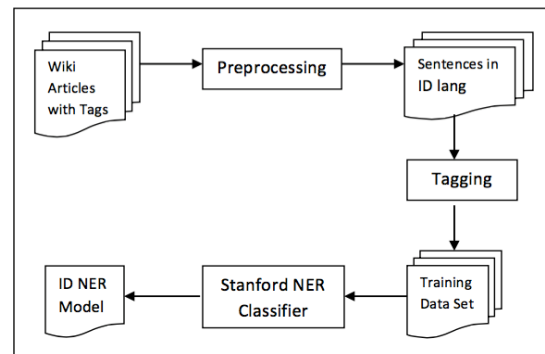 Wiki
Articles
with Tags
Preprocessing
Sentences in
ID lang
Tagging
Training
Data Set
Stanford NER
Classifier
ID NER
Model